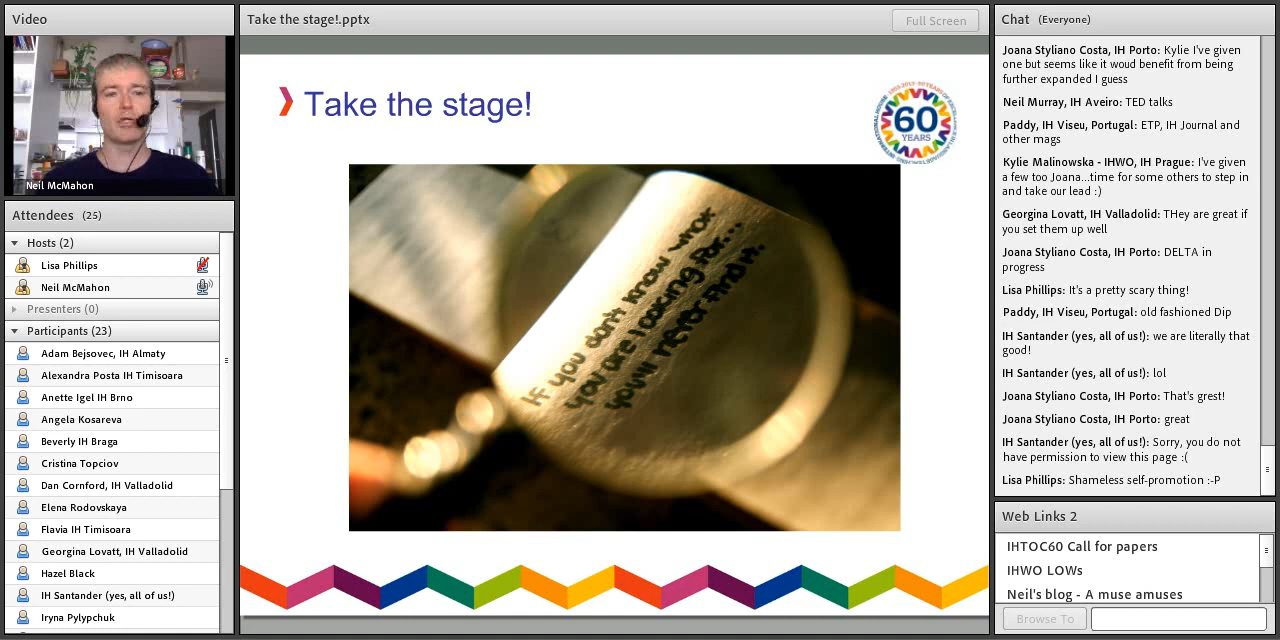 Video
Neil McMahon
Attendees (25)
Hosts (2)
Lisa Phillips
Neil McMahon
Presenters (0)
Participants (23)
Adam Bejsovec, IH Almaty
Alexandra Posta IH Timisoara
Anette Igel IH Brno
Angela Kosareva
Beverly IH Braga
Cristina Topciov
Dan Cornford, IH Valladolid
Elena Rodovskaya
Flavia IH Timisoara
Georgina Lovatt, IH Valladolid
Hazel Black
IH Santander (yes, all of us!)
Iryna Pylypchuk
Take the stage!.pptx
Full Screen
Take the stage!
60
YEARS
If you don't know what
you are looking for...
you'll never find it.
Chat (Everyone)
Joana Styliano Costa, IH Porto: Kylie I've given
one but seems like it woud benefit from being
further expanded I guess
Neil Murray, IH Aveiro: TED talks
Paddy, IH Viseu, Portugal: ETP, IH Journal and
other mags
Kylie Malinowska - IHWO, IH Prague: I've given
a few too Joana...time for some others to step in
and take our lead :)
Georgina Lovatt, IH Valladolid: THey are great if
you set them up well
Joana Styliano Costa, IH Porto: DELTA in
progress
Lisa Phillips: It's a pretty scary thing!
Paddy, IH Viseu, Portugal: old fashioned Dip
IH Santander (yes, all of us!): we are literally that
good!
IH Santander (yes, all of us!): lol
Joana Styliano Costa, IH Porto: That's grest!
Joana Styliano Costa, IH Porto: great
IH Santander (yes, all of us!): Sorry, you do not
have permission to view this page :(
Lisa Phillips: Shameless self-promotion :-P
Web Links 2
IHTOC60 Call for papers
IHWO LOWs
Neil's blog - A muse amuses
Browse To